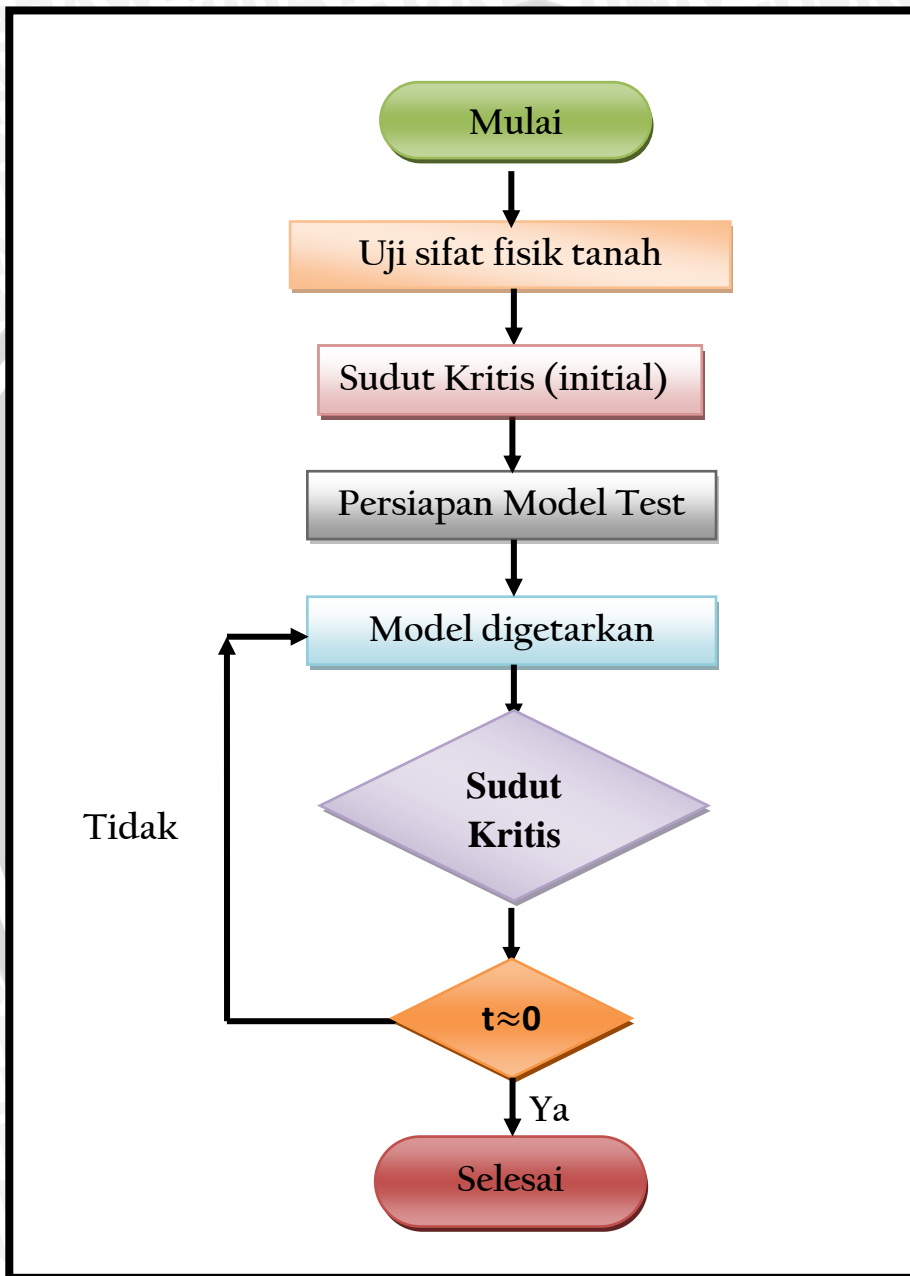 Mulai
Uji sifat fisik tanah
Sudut Kritis (initial)
Persiapan Model Test
Model digetarkan
Sudut
Kritis
Tidak
t≈0
Ya
Selesai